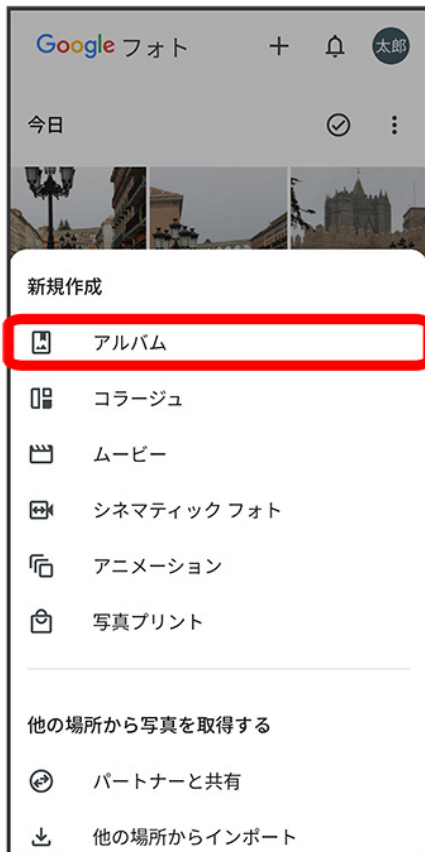 Google フォト
太郎
今日
新規作成
アルバム
コラージュ
ムービー
シネマティック フォト
アニメーション
写真プリント
他の場所から写真を取得する
パートナーと共有
他の場所からインポート